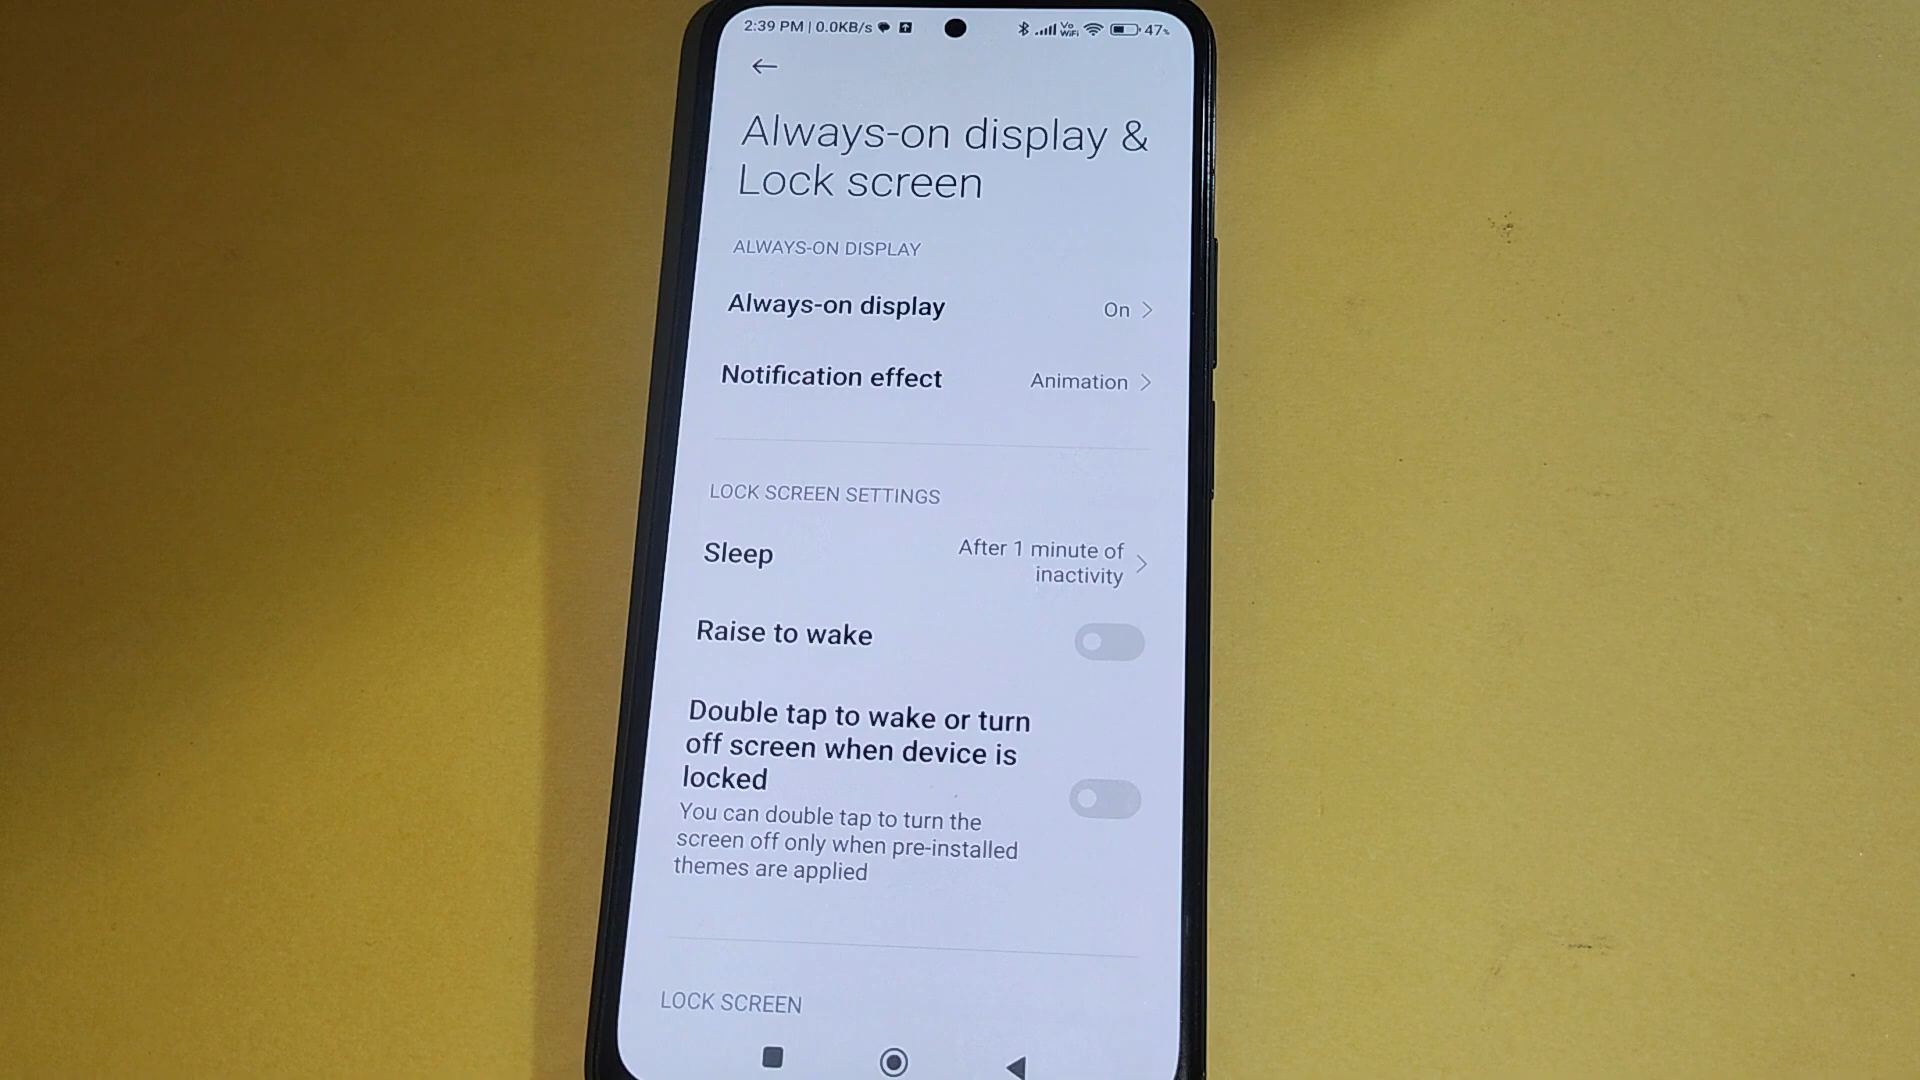 2:39 PM | 0.0KB/s Vo WiFi 47%
Always-on display &
Lock screen
ALWAYS-ON DISPLAY
Always-on display On
Notification effect Animation
LOCK SCREEN SETTINGS
Sleep After 1 minute of
inactivity
Raise to wake
Double tap to wake or turn
off screen when device is
locked
You can double tap to turn the
screen off only when pre-installed
themes are applied
LOCK SCREEN